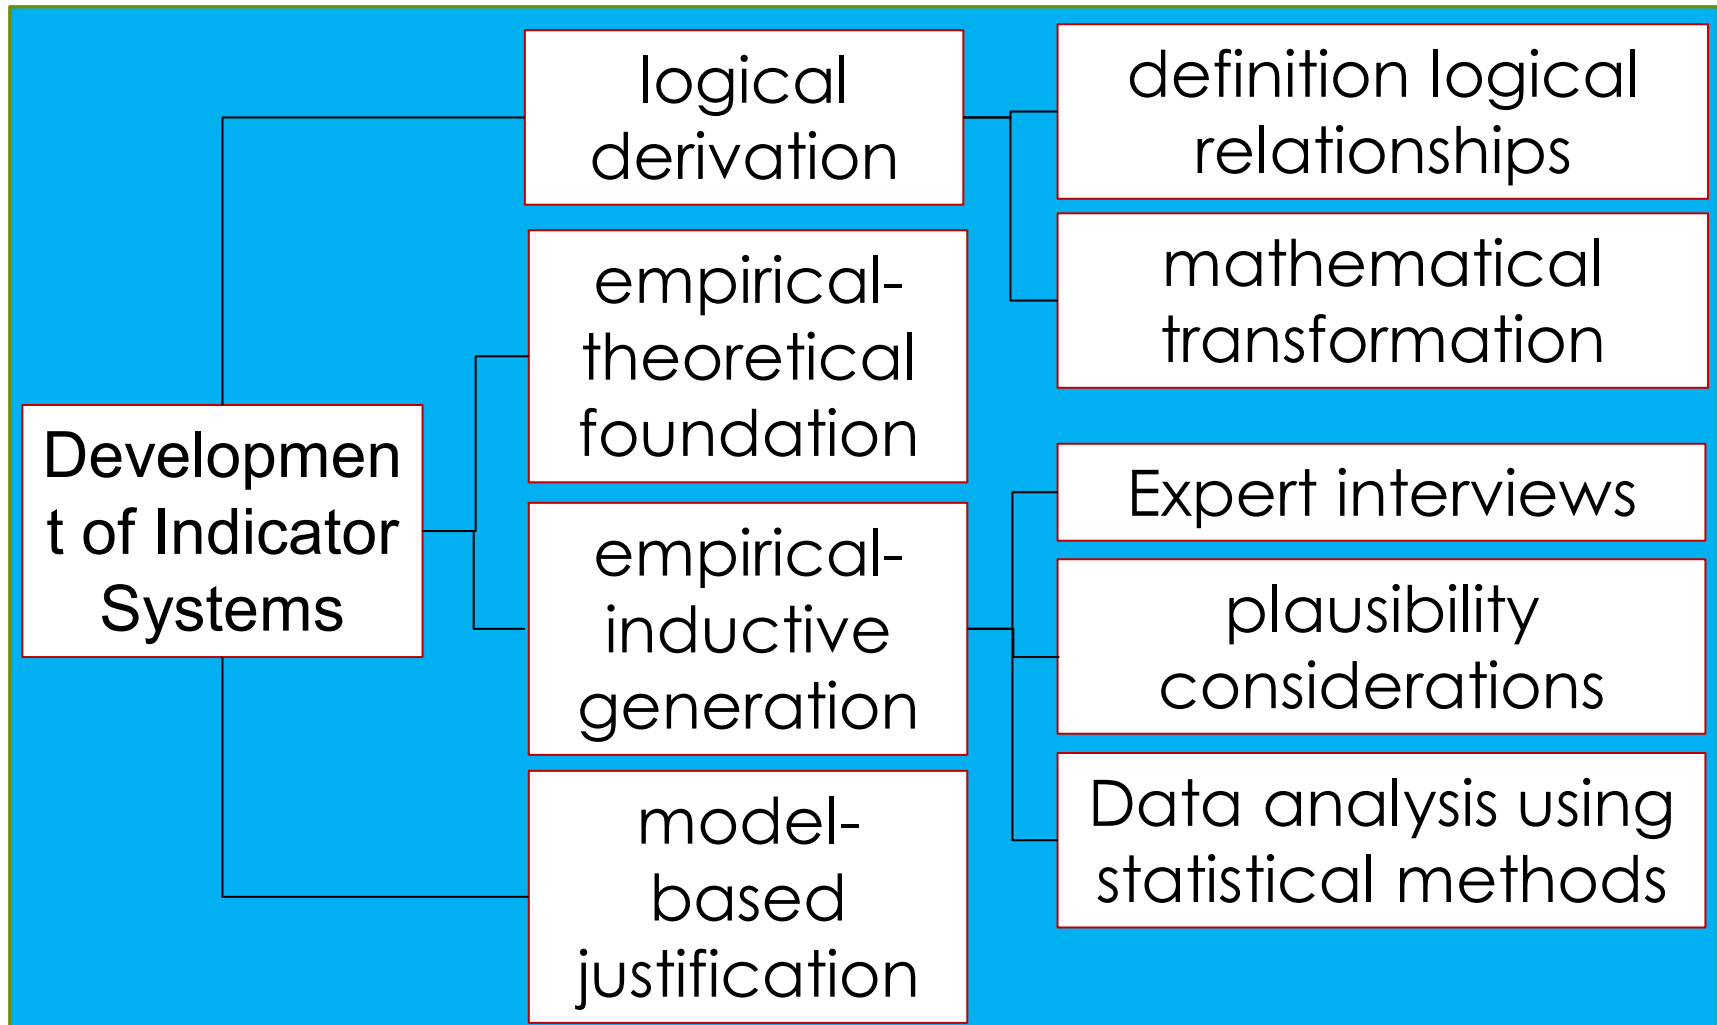 Developmen
t of Indicator
Systems
logical
derivation
definition logical
relationships
mathematical
transformation
empirical-
theoretical
foundation
empirical-
inductive
generation
Expert interviews
plausibility
considerations
Data analysis using
statistical methods
model-
based
justification